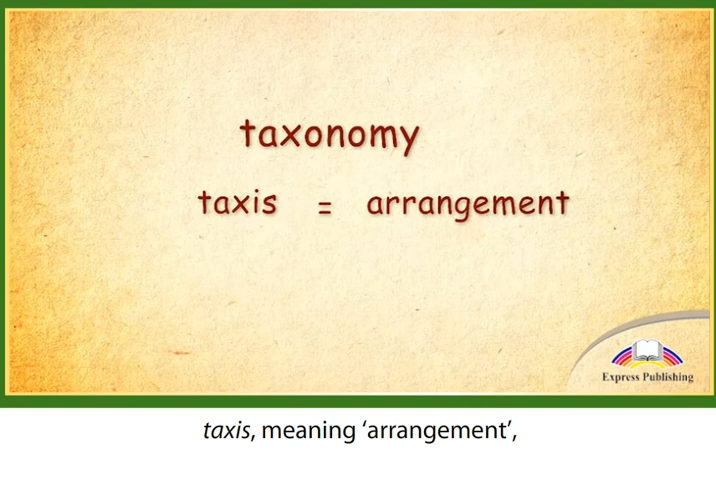 taxonomy
taxis = arrangement
Express Publishing
taxis, meaning ‘arrangement’,